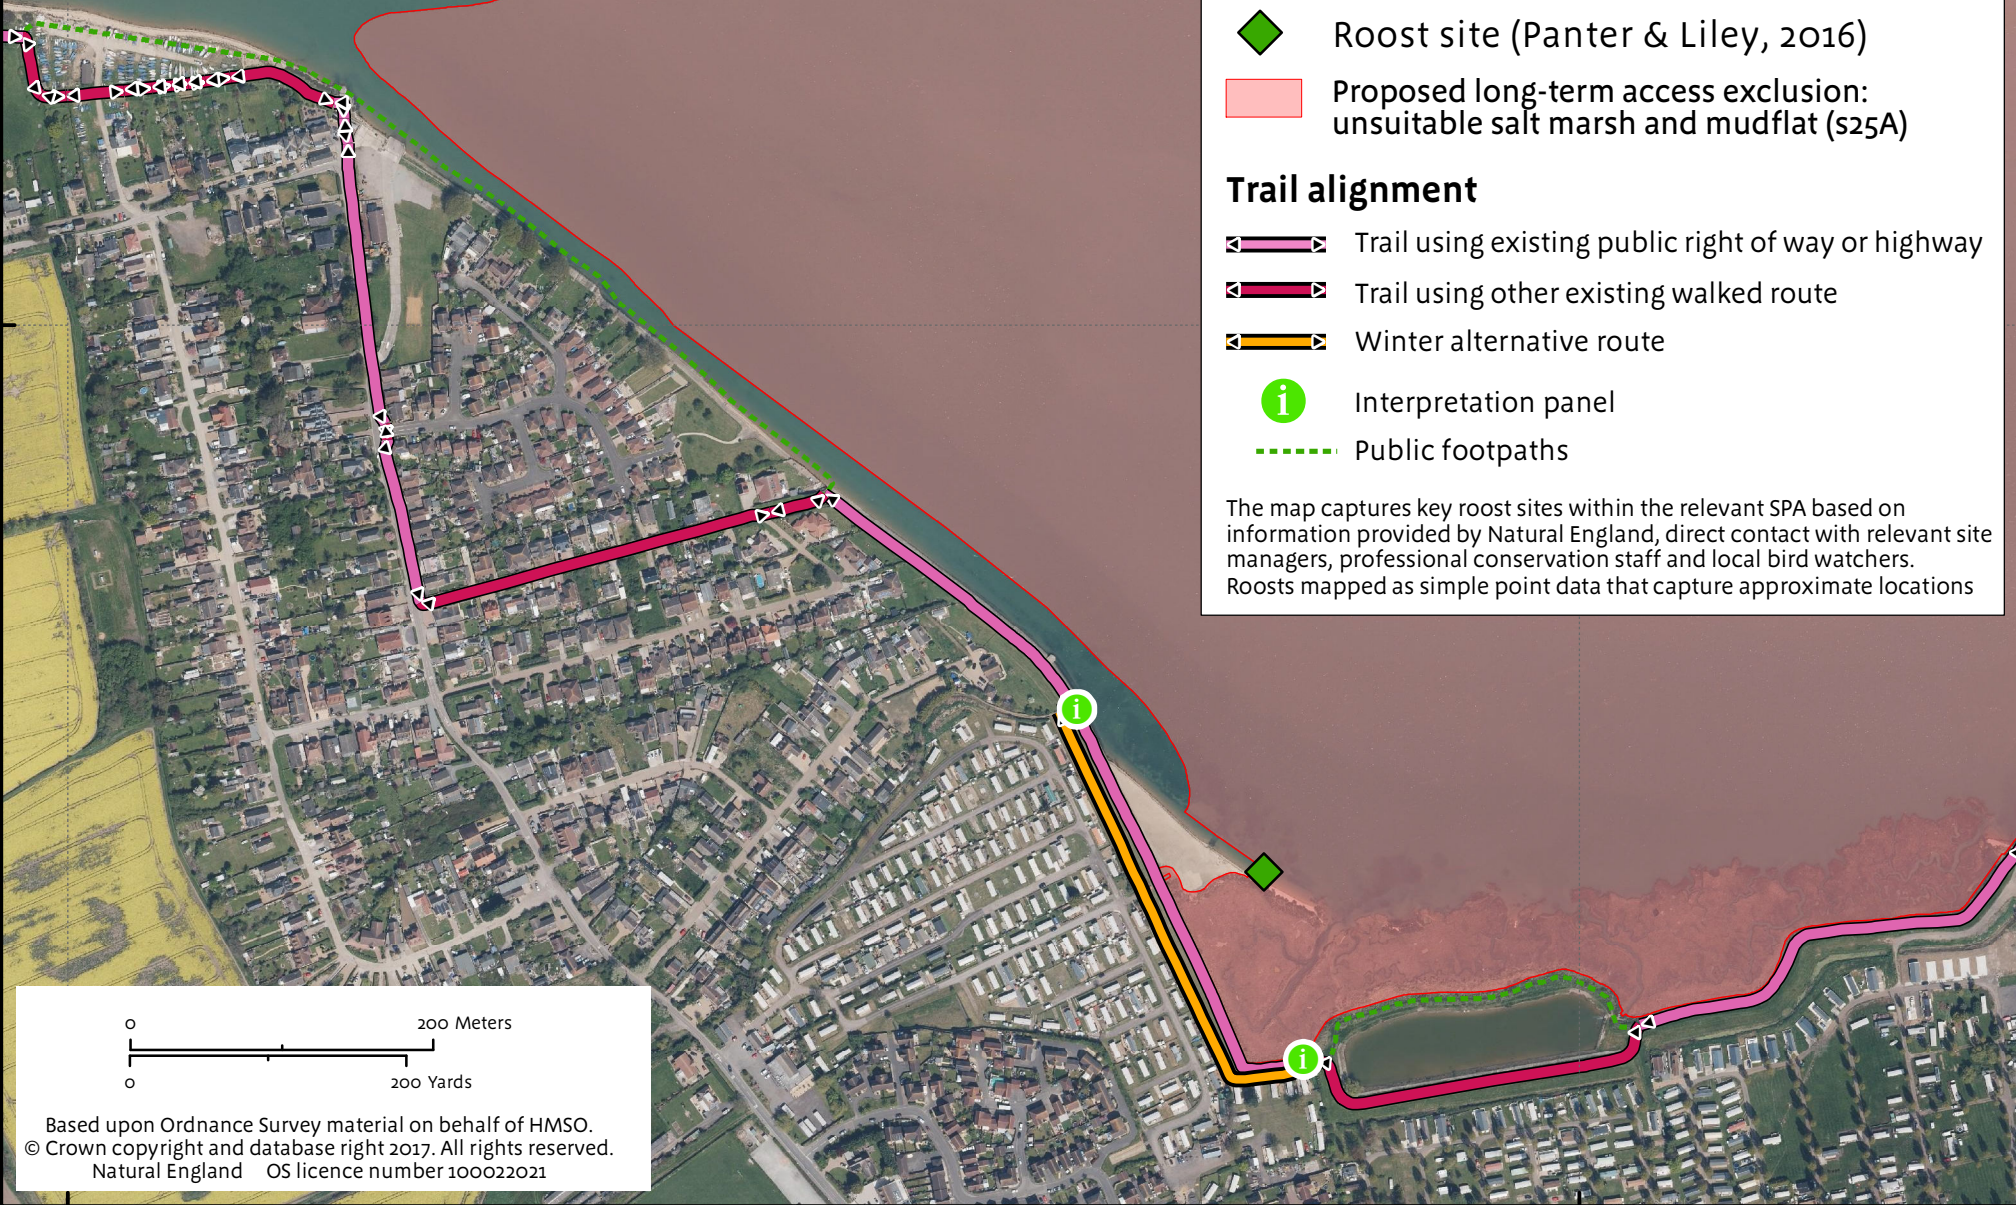 Roost site (Panter & Liley, 2016)
Proposed long-term access exclusion:
unsuitable salt marsh and mudflat (s25A)
Trail alignment
Trail using existing public right of way or highway
Trail using other existing walked route
Winter alternative route
i Interpretation panel
Public footpaths
The map captures key roost sites within the relevant SPA based on
information provided by Natural England, direct contact with relevant site
managers, professional conservation staff and local bird watchers.
Roosts mapped as simple point data that capture approximate locations
i
i
0 200 Meters
0 200 Yards
Based upon Ordnance Survey material on behalf of HMSO.
© Crown copyright and database right 2017. All rights reserved.
Natural England OS licence number 100022021